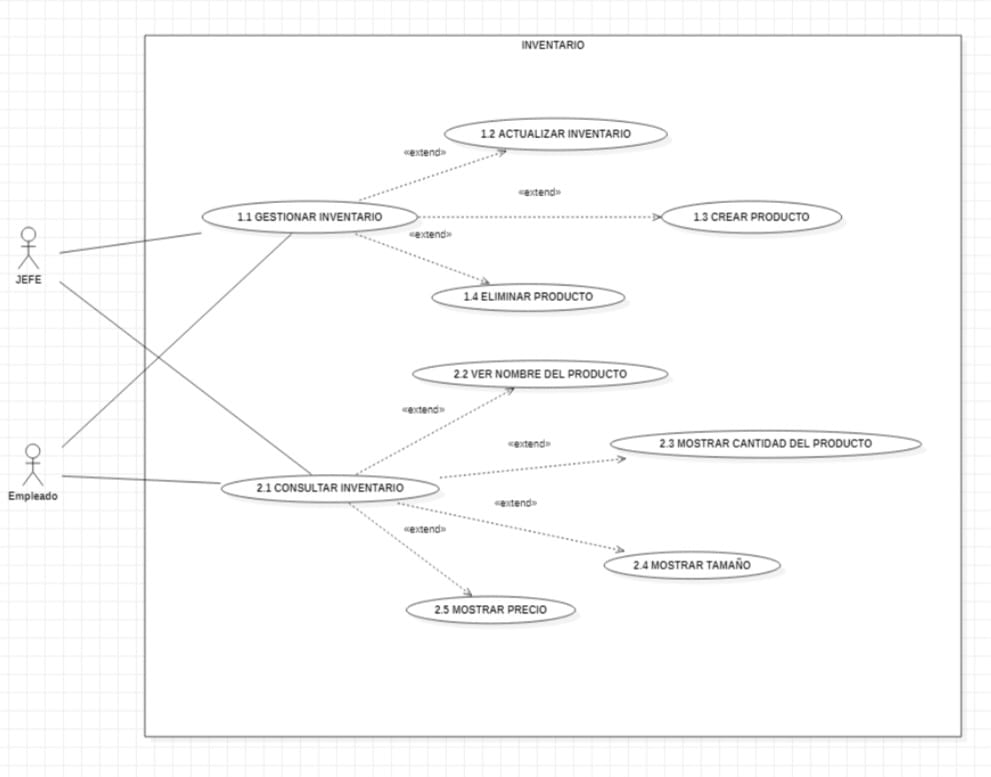 INVENTARIO
1.2 ACTUALIZAR INVENTARIO
«extend»
«extend»
1.1 GESTIONAR INVENTARIO
1.3 CREAR PRODUCTO
«extend»
JEFE
1.4 ELIMINAR PRODUCTO
2.2 VER NOMBRE DEL PRODUCTO
«extend»
«extend»
2.3 MOSTRAR CANTIDAD DEL PRODUCTO
Empleado
2.1 CONSULTAR INVENTARIO
«extend»
«extend»
2.4 MOSTRAR TAMAÑO
2.5 MOSTRAR PRECIO